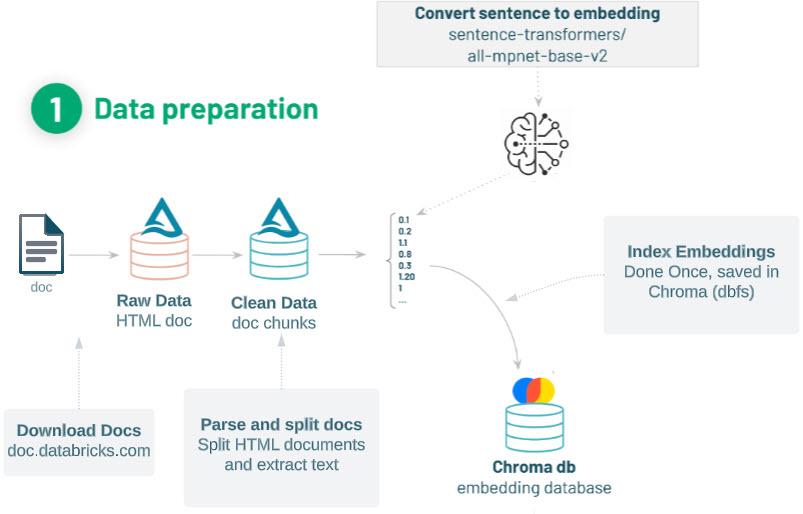 Convert sentence to embedding
sentence-transformers/
all-mpnet-base-v2
1 Data preparation
doc
Raw Data
HTML doc
Clean Data
doc chunks
0.1
0.2
1.1
0.8
0.3
1.20
1
...
Index Embeddings
Done Once, saved in
Chroma (dbfs)
Download Docs
doc.databricks.com
Parse and split docs
Split HTML documents
and extract text
Chroma db
embedding database